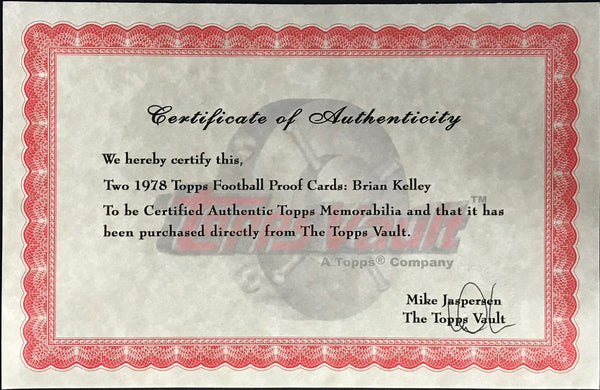 Certificate of Authenticity
We hereby certify this,
Two 1978 Topps Football Proof Cards: Brian Kelley
To be Certified Authentic Topps Memorabilia and that it has
been purchased directly from The Topps Vault.
vault™
A Topps® Company
Mike Jaspersen
The Topps Vault